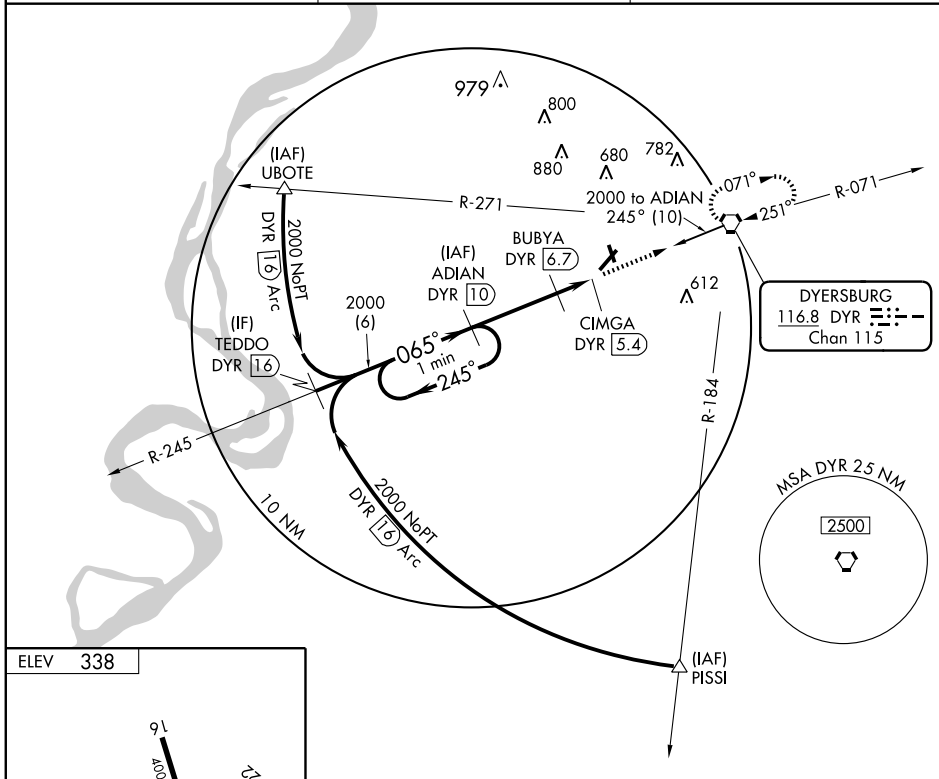 979
800
880
680
782
(IAF)
UBOTE
R-271
2000 to ADIAN
245° (10)
071°
251°
R-071
2000 NoPT
DYR 16 Arc
(IAF)
ADIAN
DYR 10
BUBYA
DYR 6.7
612
DYERSBURG
116.8 DYR
Chan 115
2000
(6)
(IF)
TEDDO
DYR 16
065°
1 min
245°
CIMGA
DYR 5.4
R-184
R-245
10 NM
2000 NoPT
DYR 16 Arc
MSA DYR 25 NM
2500
(IAF)
PISSI
ELEV 338
16
400
22